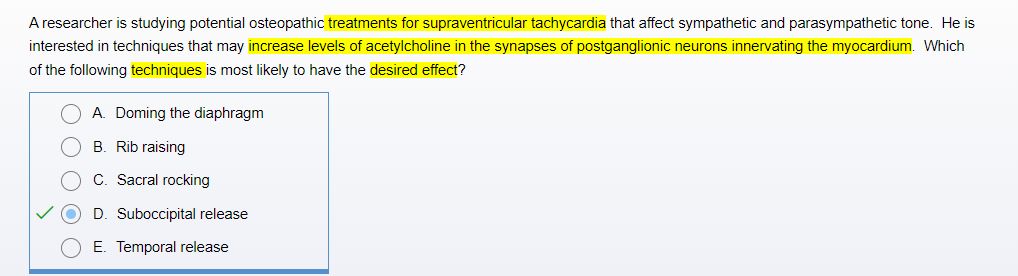 A researcher is studying potential osteopathic treatments for supraventricular tachycardia that affect sympathetic and parasympathetic tone. He is
interested in techniques that may increase levels of acetylcholine in the synapses of postganglionic neurons innervating the myocardium. Which
of the following techniques is most likely to have the desired effect?
A. Doming the diaphragm
B. Rib raising
C. Sacral rocking
D. Suboccipital release
E. Temporal release